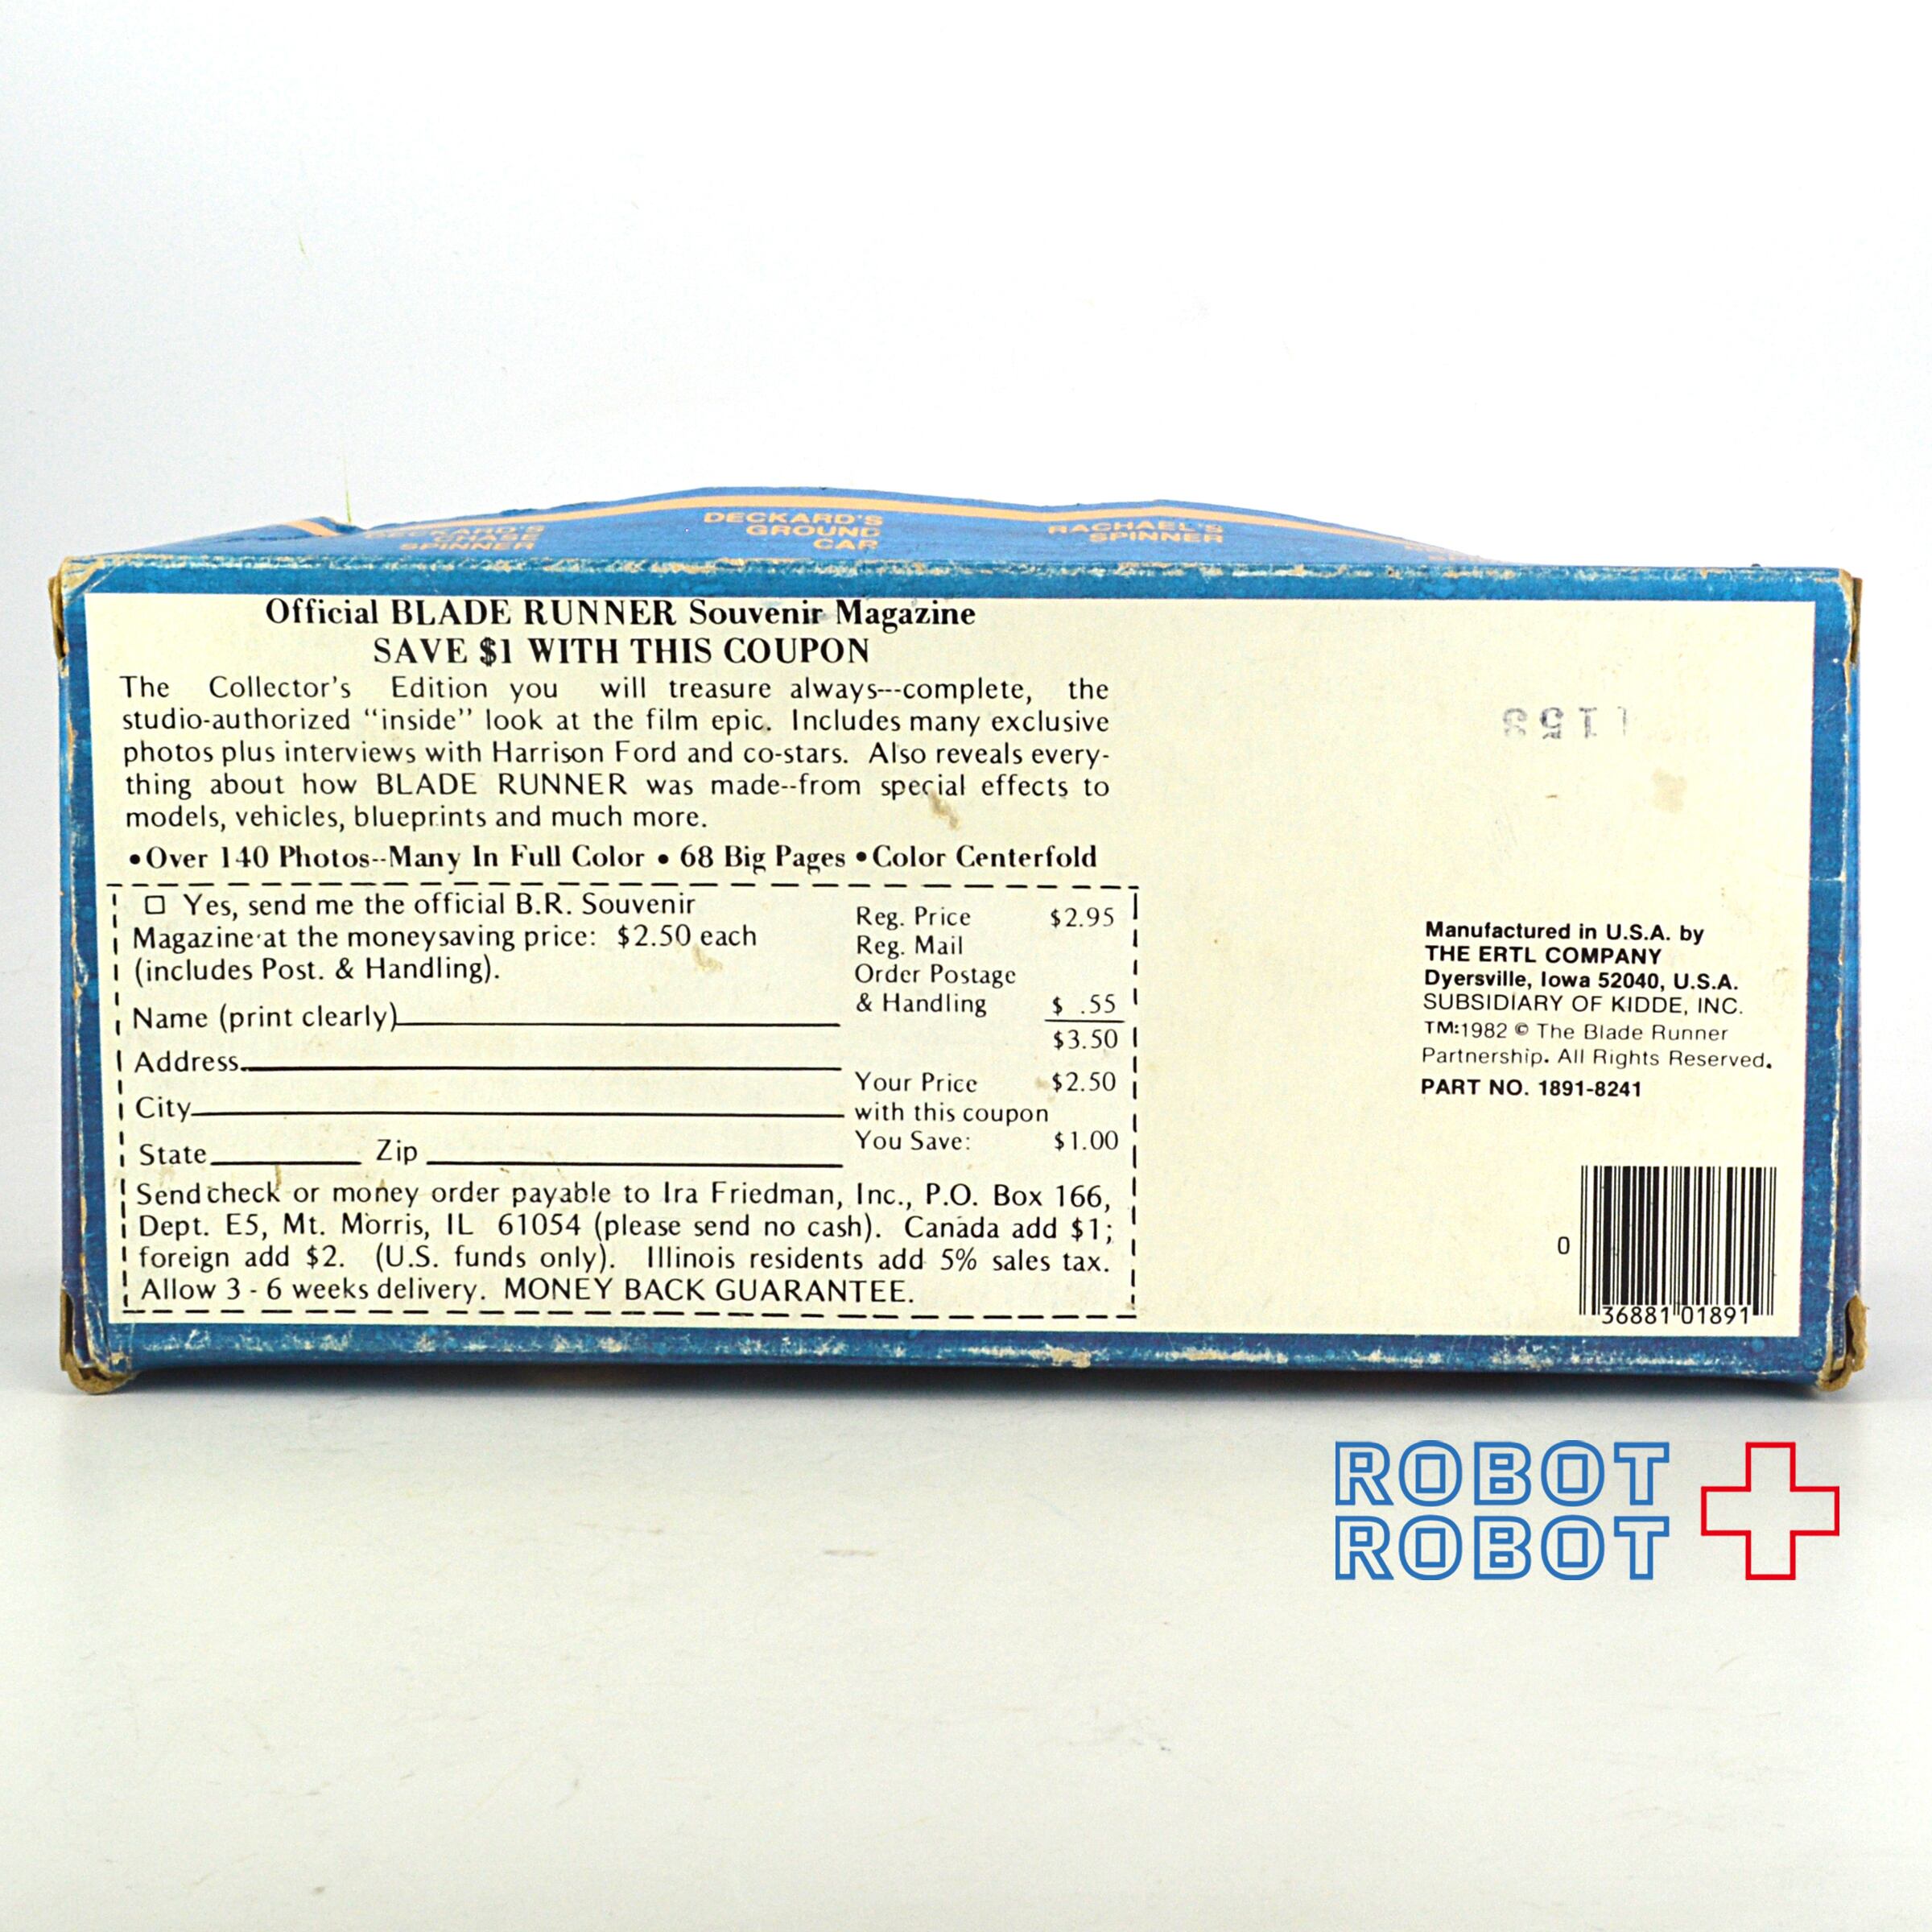 CHASE
SPINNER
DECKARD'S
GROUND
CAR
RACHAEL'S
SPINNER
Official BLADE RUNNER Souvenir Magazine
SAVE $1 WITH THIS COUPON
The Collector's Edition you will treasure always---complete, the
studio-authorized "inside" look at the film epic. Includes many exclusive
photos plus interviews with Harrison Ford and co-stars. Also reveals every-
thing about how BLADE RUNNER was made--from special effects to
models, vehicles, blueprints and much more.
•Over 140 Photos--Many In Full Color • 68 Big Pages •Color Centerfold
☐ Yes, send me the official B.R. Souvenir
Magazine at the moneysaving price: $2.50 each
(includes Post. & Handling).
Name (print clearly)
Address
City
State Zip
Reg. Price $2.95
Reg. Mail
Order Postage
& Handling $ .55
$3.50
Your Price $2.50
with this coupon
You Save: $1.00
Send check or money order payable to Ira Friedman, Inc., P.O. Box 166,
Dept. E5, Mt. Morris, IL 61054 (please send no cash). Canada add $1;
foreign add $2. (U.S. funds only). Illinois residents add 5% sales tax.
Allow 3 - 6 weeks delivery. MONEY BACK GUARANTEE.
Manufactured in U.S.A. by
THE ERTL COMPANY
Dyersville, Iowa 52040, U.S.A.
SUBSIDIARY OF KIDDE, INC.
TM:1982 © The Blade Runner
Partnership. All Rights Reserved.
PART NO. 1891-8241
0 36881 01891
ROBOT
ROBOT